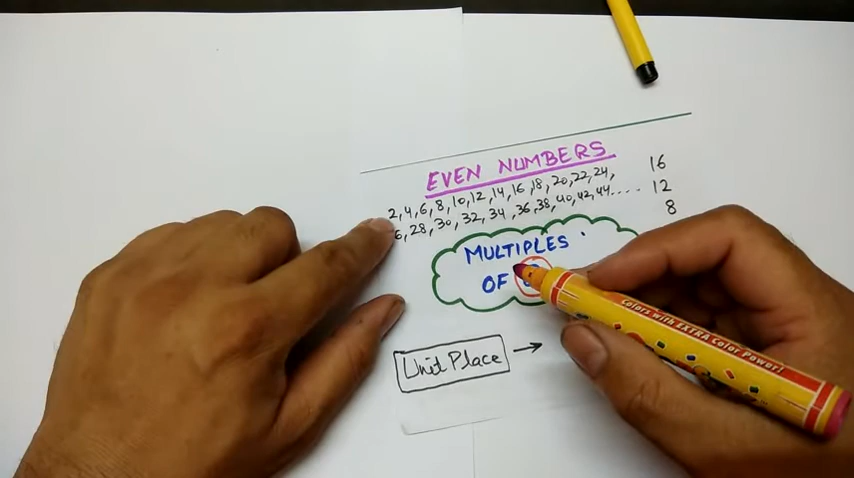 EVEN NUMBERS
2,4,6,8,10,12,14,16,18,20,22,24,
6,28,30,32,34,36,38,40,42,44....
16
12
8
MULTIPLES
OF
Unit Place →
Colors with EXTRA Color Power!